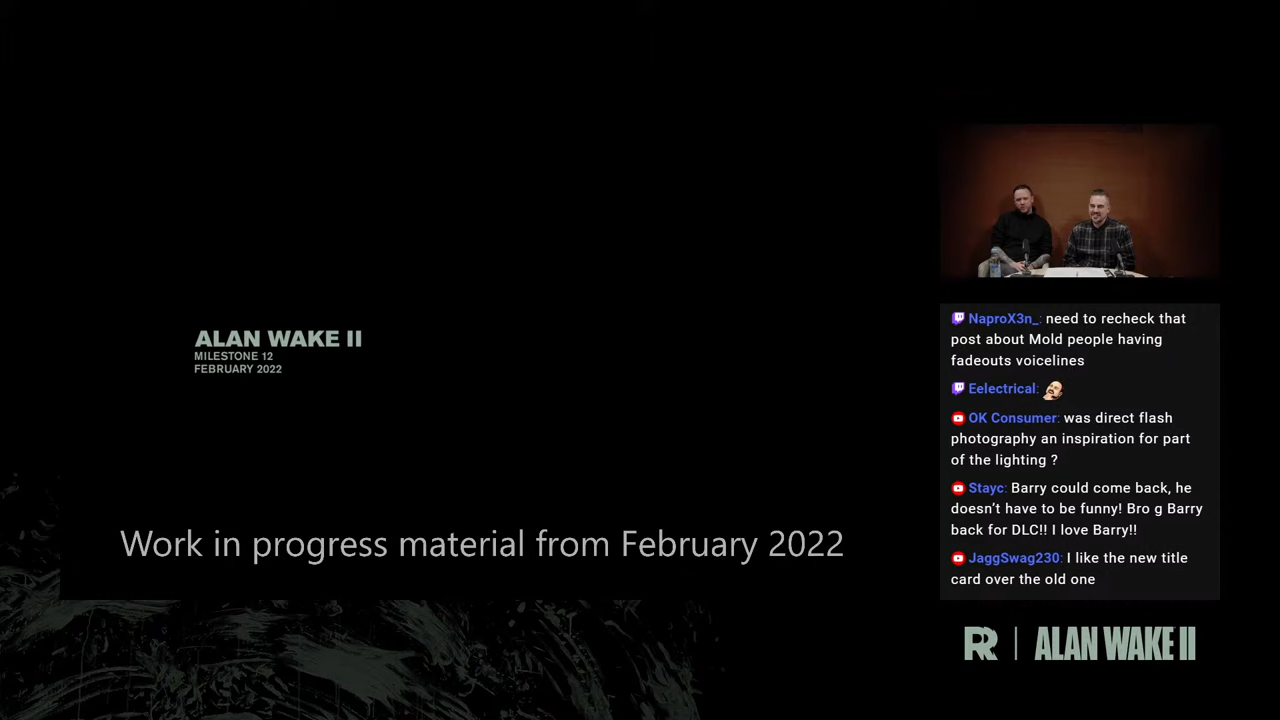 ALAN WAKE II
MILESTONE 12
FEBRUARY 2022
Work in progress material from February 2022
NaproX3n_: need to recheck that
post about Mold people having
fadeouts voicelines
Eelectrical:
OK Consumer: was direct flash
photography an inspiration for part
of the lighting ?
Stayc: Barry could come back, he
doesn't have to be funny! Bro g Barry
back for DLC!! I love Barry!!
JaggSwag230: I like the new title
card over the old one
R | ALAN WAKE II